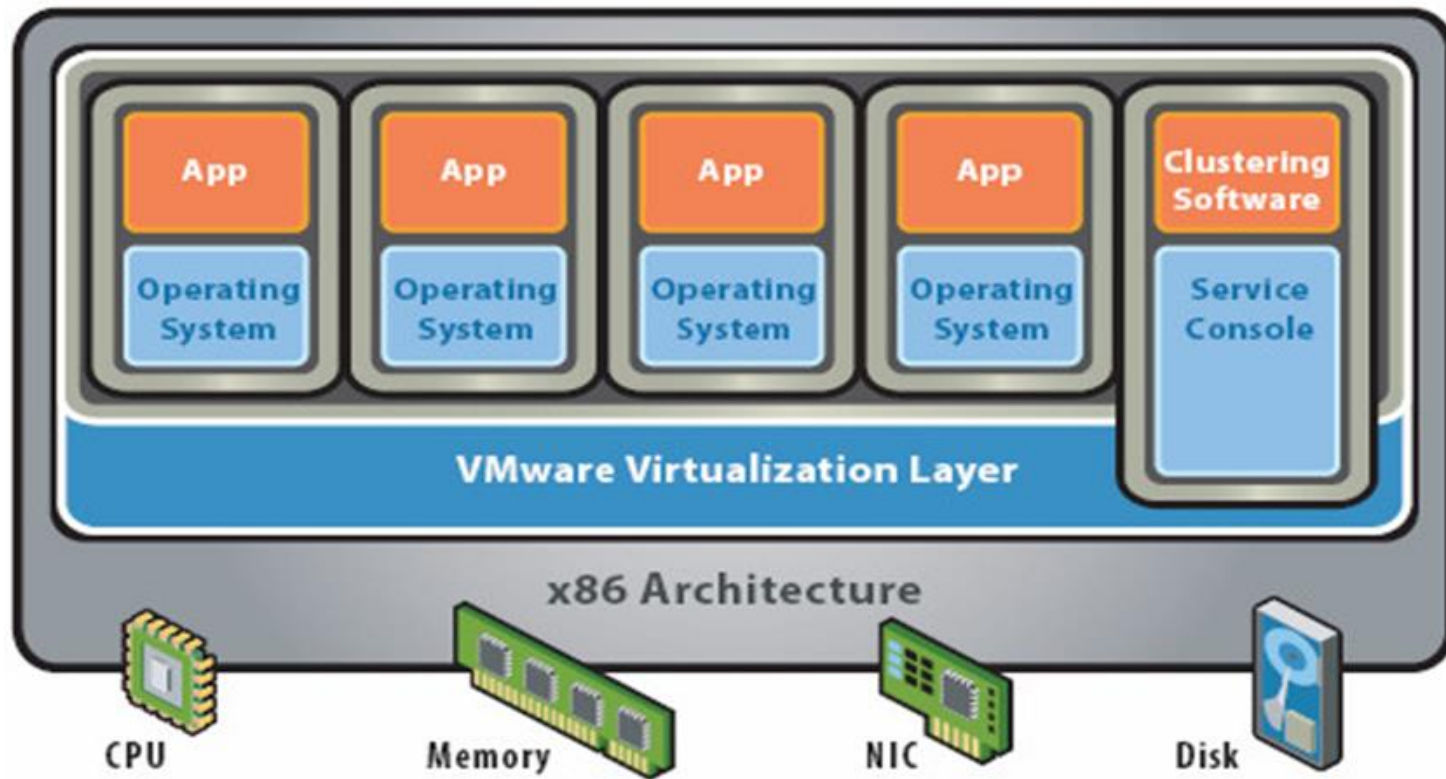 App
App
App
App
Clustering
Software
Operating
System
Operating
System
Operating
System
Operating
System
Service
Console
VMware Virtualization Layer
x86 Architecture
CPU
Memory
NIC
Disk